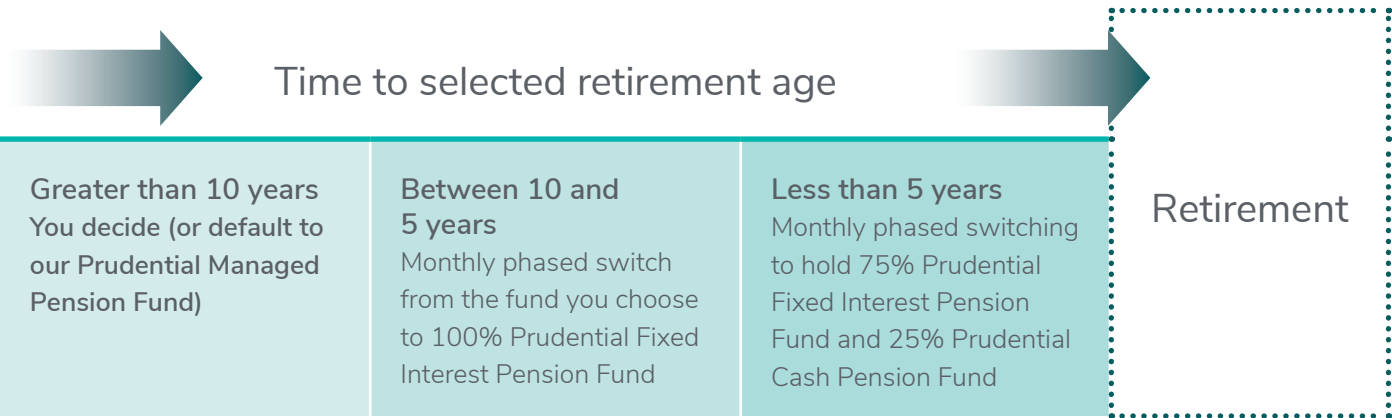 Time to selected retirement age
Greater than 10 years
You decide (or default to
our Prudential Managed
Pension Fund)
Between 10 and
5 years
Monthly phased switch
from the fund you choose
to 100% Prudential Fixed
Interest Pension Fund
Less than 5 years
Monthly phased switching
to hold 75% Prudential
Fixed Interest Pension
Fund and 25% Prudential
Cash Pension Fund
Retirement